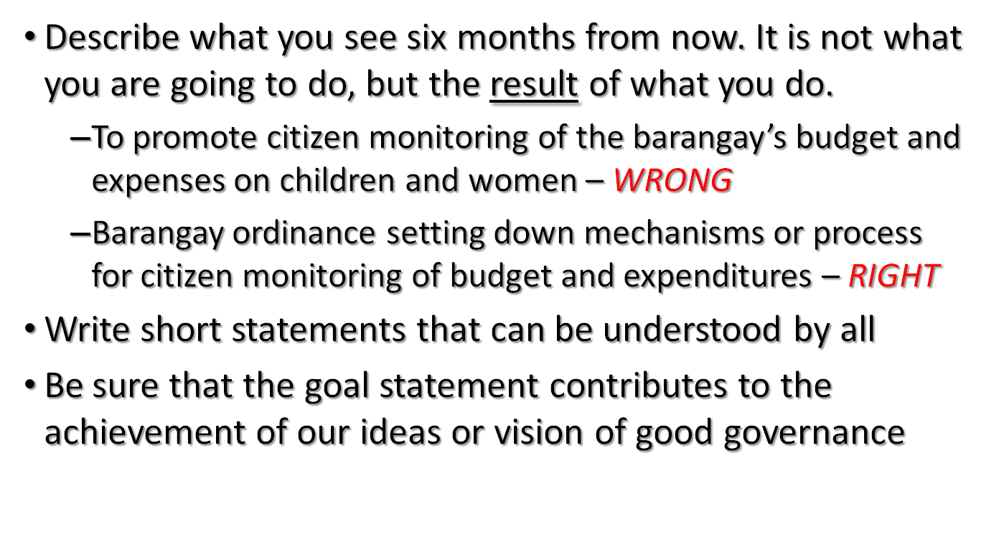 • Describe what you see six months from now. It is not what
you are going to do, but the result of what you do.
–To promote citizen monitoring of the barangay’s budget and
expenses on children and women – WRONG
–Barangay ordinance setting down mechanisms or process
for citizen monitoring of budget and expenditures – RIGHT
• Write short statements that can be understood by all
• Be sure that the goal statement contributes to the
achievement of our ideas or vision of good governance